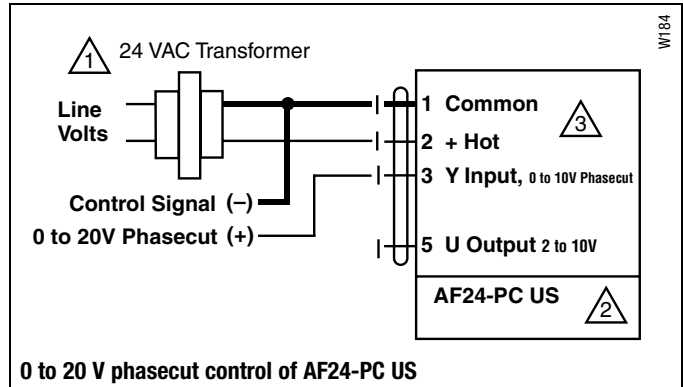 W184
1 24 VAC Transformer
Line
Volts
1 Common
3
2 + Hot
3 Y Input, 0 to 10V Phasecut
Control Signal (–)
0 to 20V Phasecut (+)
5 U Output 2 to 10V
AF24-PC US 2
0 to 20 V phasecut control of AF24-PC US